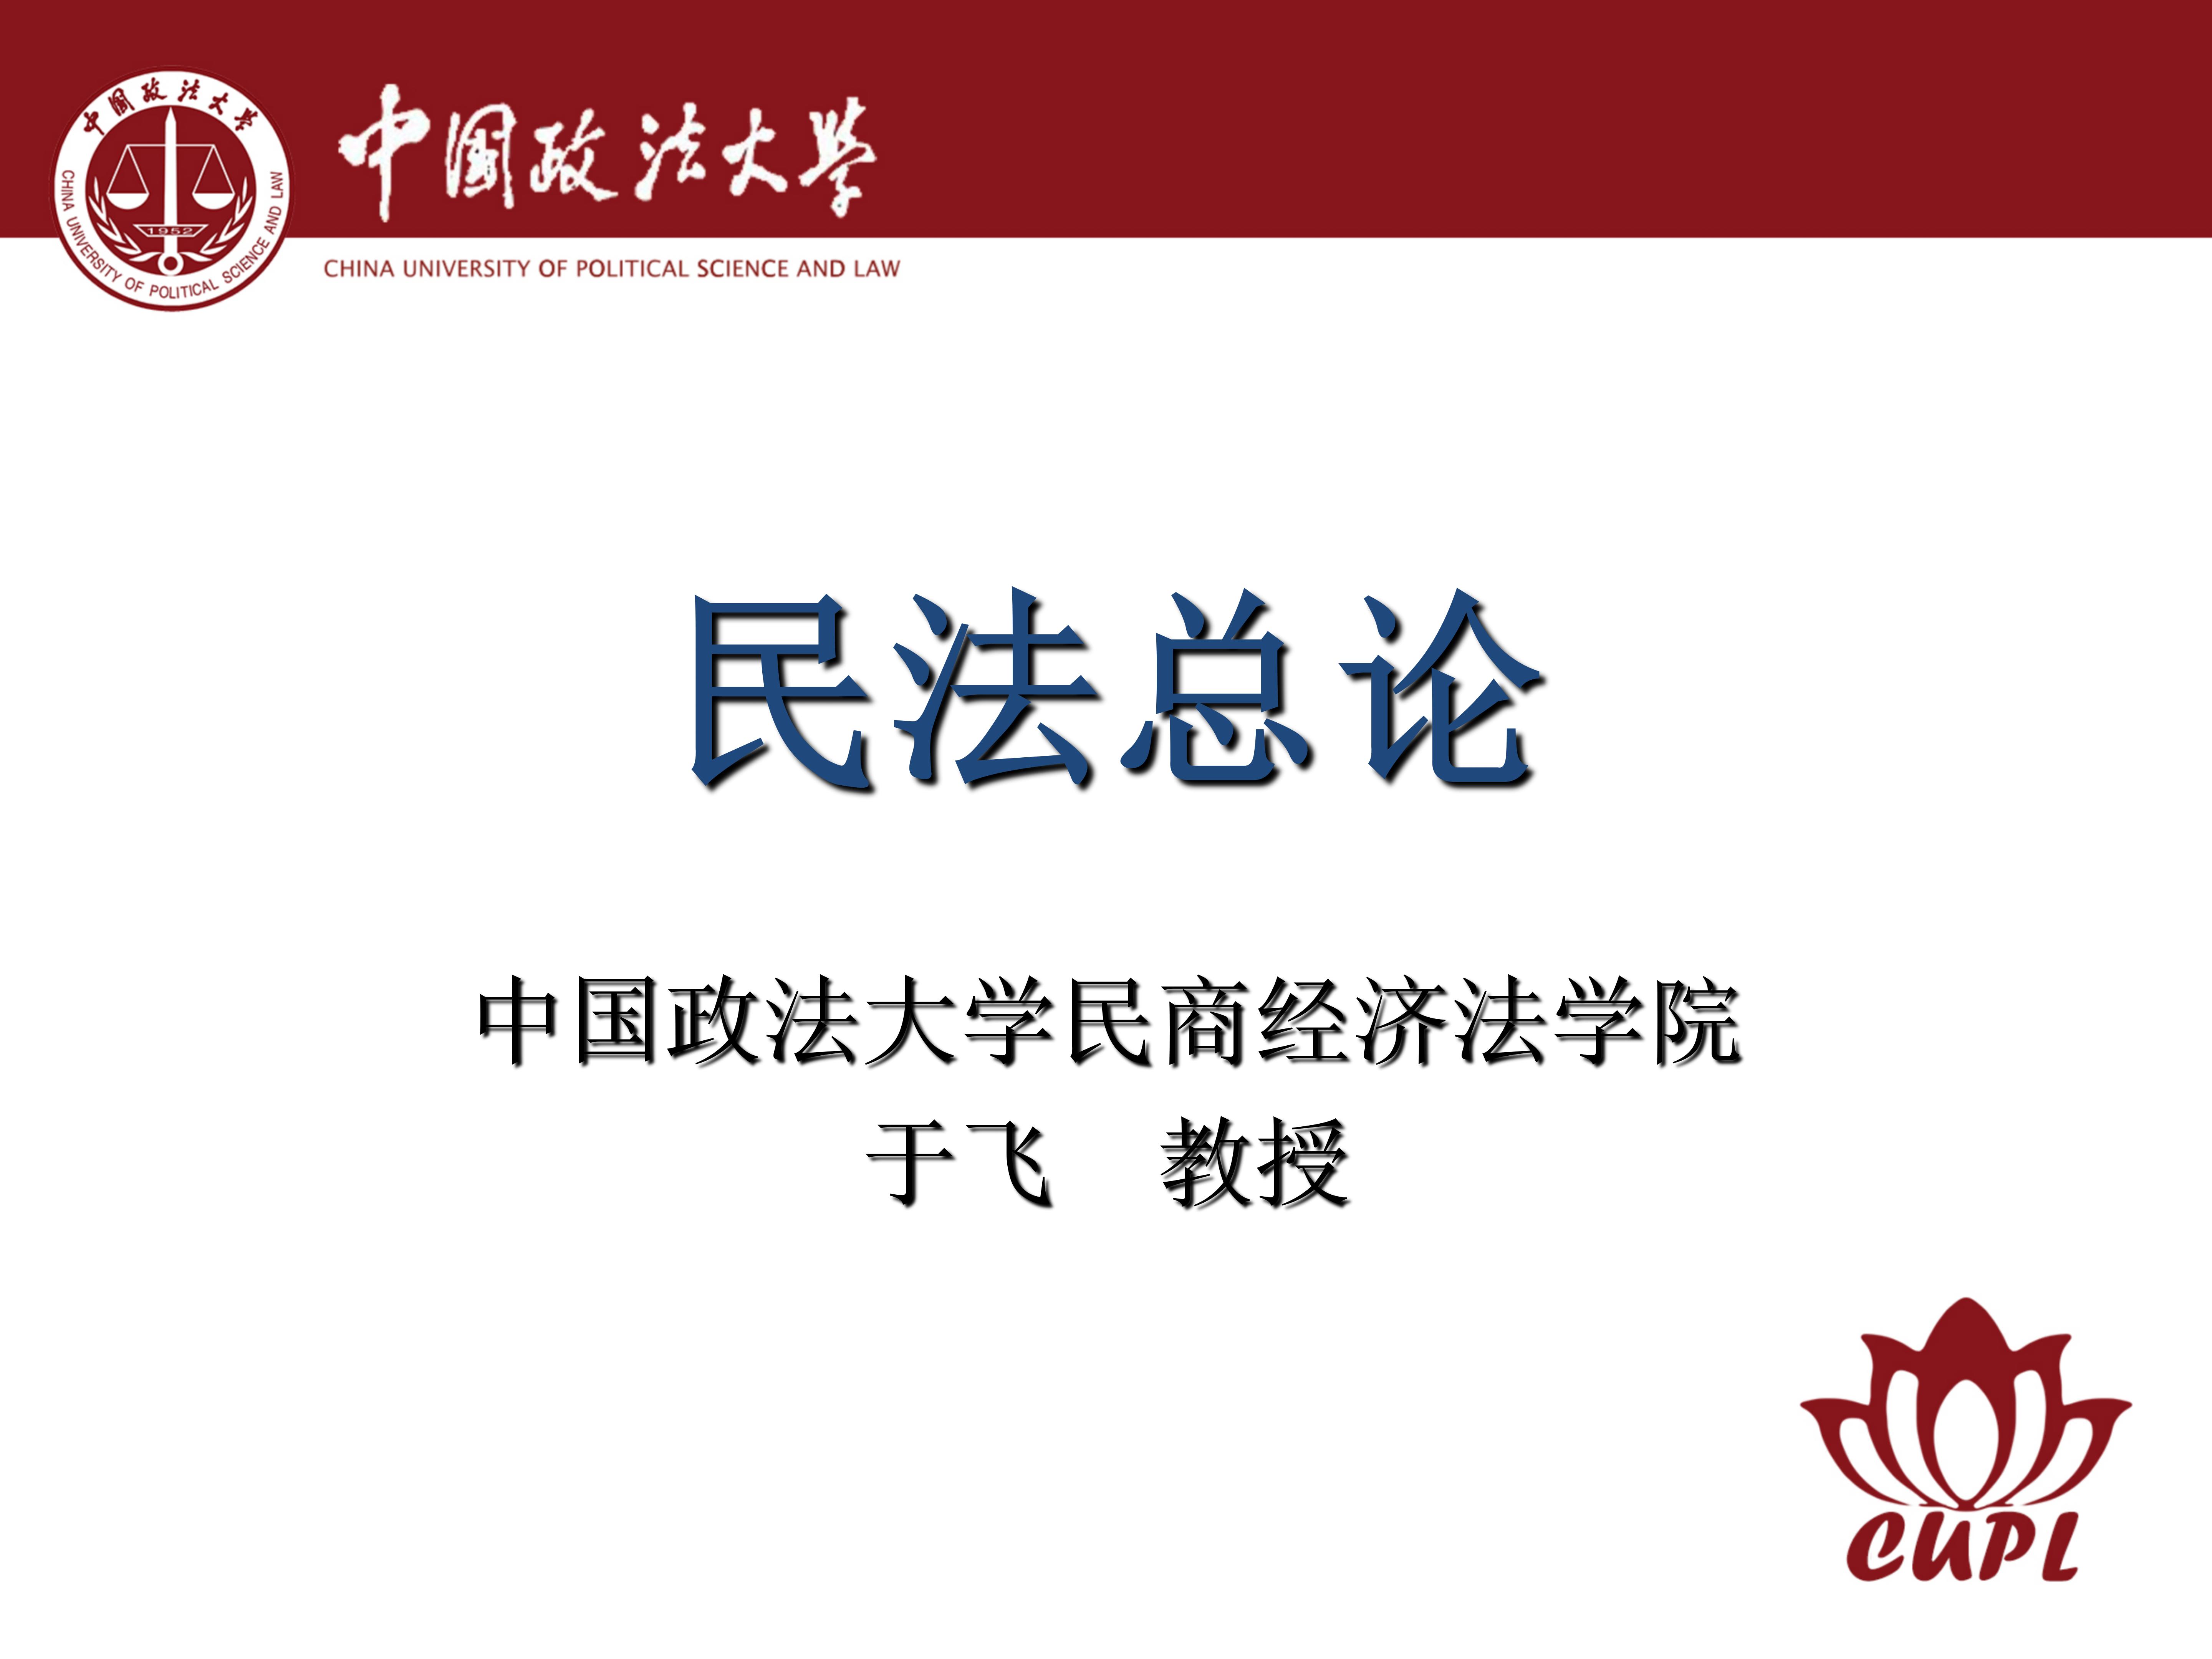 中国政法大学
CHINA UNIVERSITY OF POLITICAL SCIENCE AND LAW
1952
中国政法大学
CHINA UNIVERSITY OF POLITICAL SCIENCE AND LAW
民法总论
中国政法大学民商经济法学院
于飞　教授
CUPL